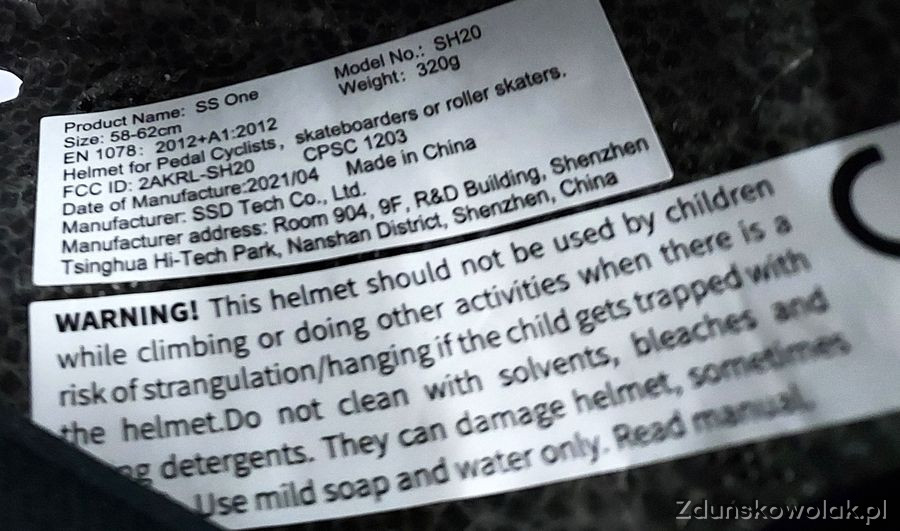 Product Name: SS One Model No.: SH20
Size: 58-62cm Weight: 320g
EN 1078: 2012+A1:2012
Helmet for Pedal Cyclists, skateboarders or roller skaters.
FCC ID: 2AKRL-SH20 CPSC 1203
Date of Manufacture:2021/04 Made in China
Manufacturer: SSD Tech Co., Ltd.
Manufacturer address: Room 904, 9F, R&D Building, Shenzhen
Tsinghua Hi-Tech Park, Nanshan District, Shenzhen, China
WARNING! This helmet should not be used by children
while climbing or doing other activities when there is a
risk of strangulation/hanging if the child gets trapped with
the helmet.Do not clean with solvents, bleaches and
detergents. They can damage helmet, sometimes
Use mild soap and water only. Read manual.
Zduńskowolak.pl